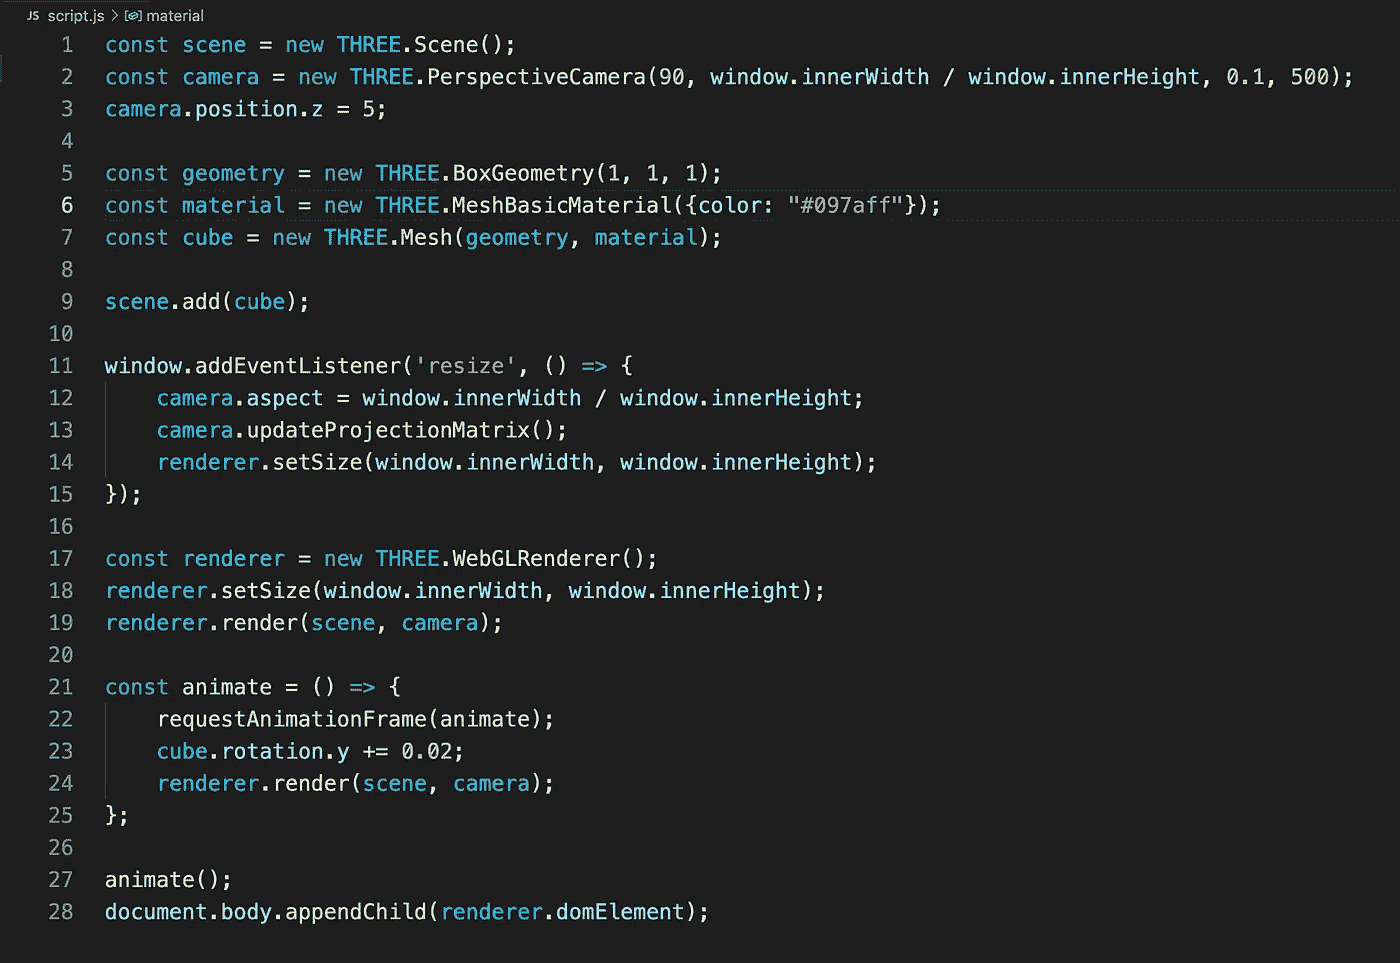 JS script.js > material
1 const scene = new THREE.Scene();
2 const camera = new THREE.PerspectiveCamera(90, window.innerWidth / window.innerHeight, 0.1, 500);
3 camera.position.z = 5;
4
5 const geometry = new THREE.BoxGeometry(1, 1, 1);
6 const material = new THREE.MeshBasicMaterial({color: "#097aff"});
7 const cube = new THREE.Mesh(geometry, material);
8
9 scene.add(cube);
10
11 window.addEventListener('resize', () => {
12     camera.aspect = window.innerWidth / window.innerHeight;
13     camera.updateProjectionMatrix();
14     renderer.setSize(window.innerWidth, window.innerHeight);
15 });
16
17 const renderer = new THREE.WebGLRenderer();
18 renderer.setSize(window.innerWidth, window.innerHeight);
19 renderer.render(scene, camera);
20
21 const animate = () => {
22     requestAnimationFrame(animate);
23     cube.rotation.y += 0.02;
24     renderer.render(scene, camera);
25 };
26
27 animate();
28 document.body.appendChild(renderer.domElement);